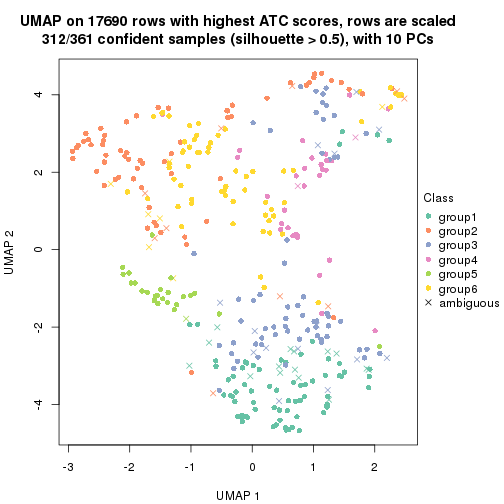 UMAP on 17690 rows with highest ATC scores, rows are scaled
312/361 confident samples (silhouette > 0.5), with 10 PCs
4
2
0
-2
-4
UMAP 2
-3
-2
-1
0
1
2
UMAP 1
Class
group1
group2
group3
group4
group5
group6
ambiguous